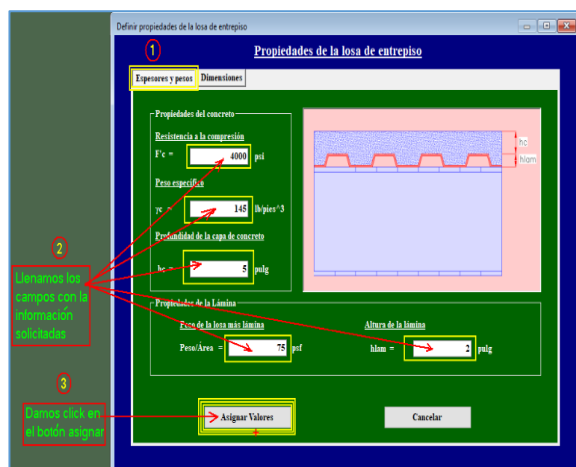 Definir propiedades de la losa de entrepiso
1
Propiedades de la losa de entrepiso
Espesores y pesos
Dimensiones
Propiedades del concreto
Resistencia a la compresión
F'c = 4000 psi
Peso especifico
γc = 145 lb/pies^3
Profundidad de la capa de concreto
hc = 5 pulg
hc
hlam
2
Llenamos los
campos con la
información
solicitadas
Propiedades de la Lámina
Peso de la losa más lámina
Peso/Área = 75 psf
Altura de la lámina
hlam = 2 pulg
3
Damos click en
el botón asignar
Asignar Valores
Cancelar